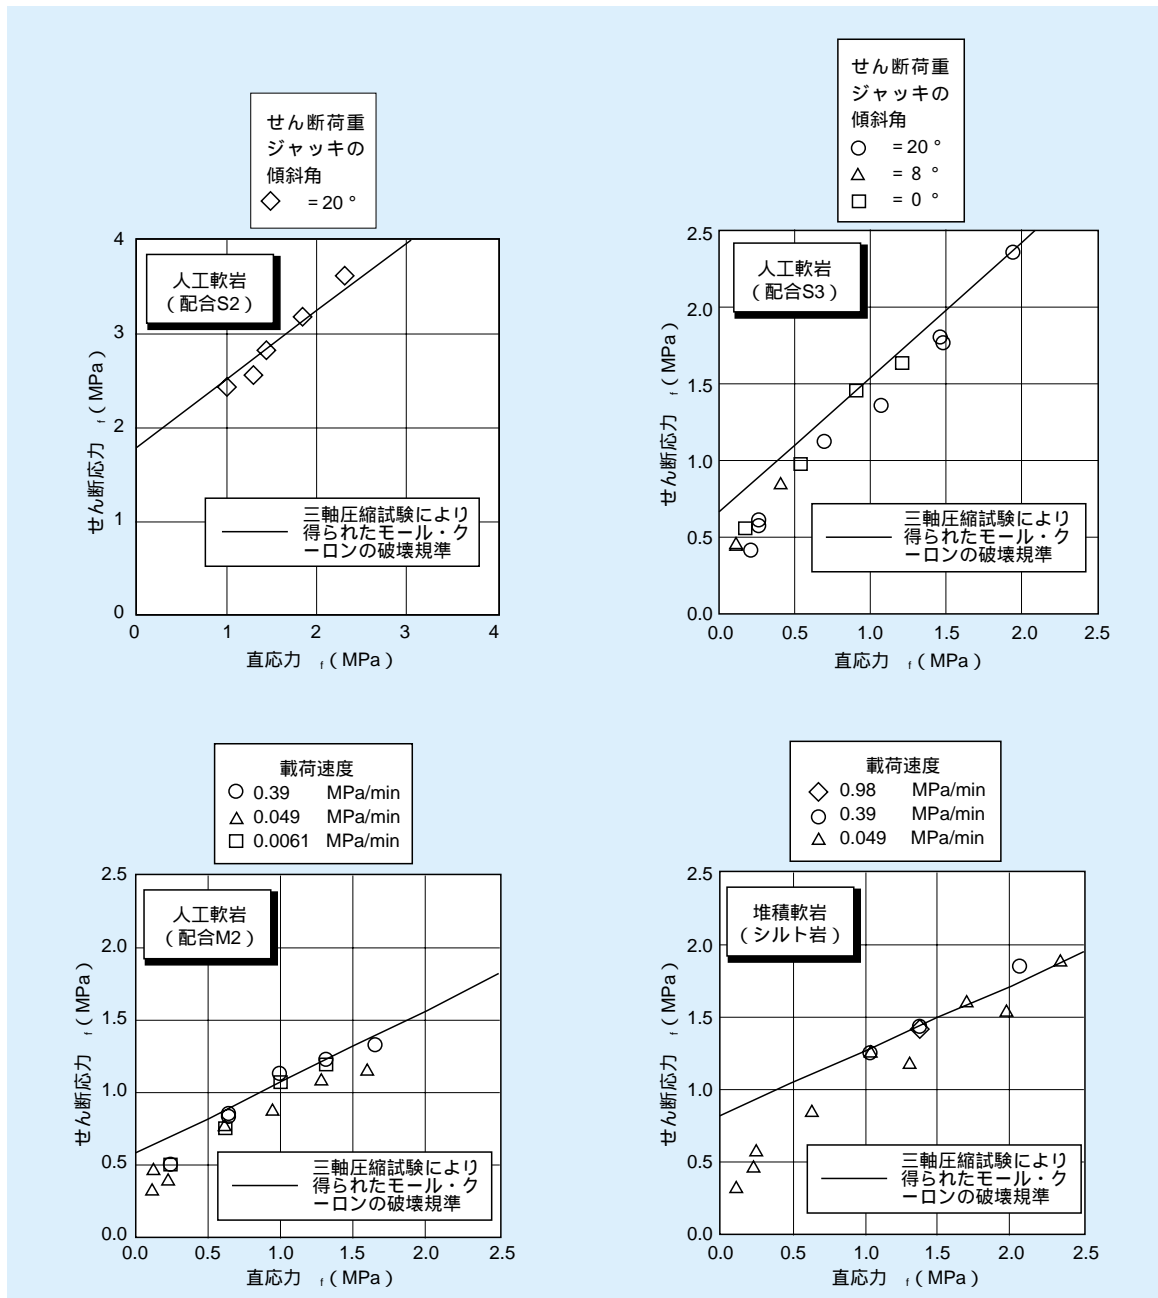 せん断荷重
ジャッキの
傾斜角
◇ =20 °
4
3
2
1
0
0 1 2 3 4
せん断応力 f ( MPa )
直応力 f ( MPa )
人工軟岩
( 配合S2 )
三軸圧縮試験により
得られたモール・ク
ーロンの破壊規準
せん断荷重
ジャッキの
傾斜角
○ =20 °
△ = 8 °
□ = 0 °
2.5
2.0
1.5
1.0
0.5
0.0
0.0 0.5 1.0 1.5 2.0 2.5
せん断応力 f ( MPa )
直応力 f ( MPa )
人工軟岩
( 配合S3 )
三軸圧縮試験により
得られたモール・ク
ーロンの破壊規準
載荷速度
○ 0.39 MPa/min
△ 0.049 MPa/min
□ 0.0061 MPa/min
2.5
2.0
1.5
1.0
0.5
0.0
0.0 0.5 1.0 1.5 2.0 2.5
せん断応力 f ( MPa )
直応力 f ( MPa )
人工軟岩
( 配合M2 )
三軸圧縮試験により
得られたモール・ク
ーロンの破壊規準
載荷速度
◇ 0.98 MPa/min
○ 0.39 MPa/min
△ 0.049 MPa/min
2.5
2.0
1.5
1.0
0.5
0.0
0.0 0.5 1.0 1.5 2.0 2.5
せん断応力 f ( MPa )
直応力 f ( MPa )
堆積軟岩
( シルト岩 )
三軸圧縮試験により
得られたモール・ク
ーロンの破壊規準